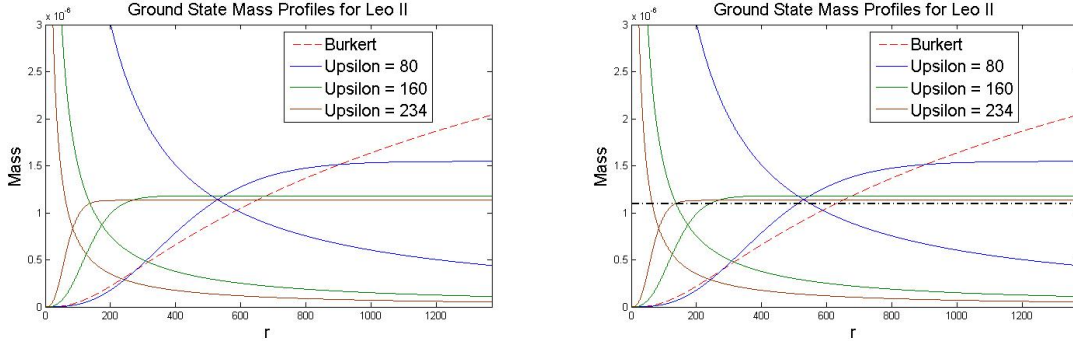 Ground State Mass Profiles for Leo II
3 x 10^-6
2.5
2
1.5
1
0.5
0
Mass
0 200 400 600 800 1000 1200
r
Burkert
Upsilon = 80
Upsilon = 160
Upsilon = 234
Ground State Mass Profiles for Leo II
3 x 10^-6
2.5
2
1.5
1
0.5
0
Mass
0 200 400 600 800 1000 1200
r
Burkert
Upsilon = 80
Upsilon = 160
Upsilon = 234